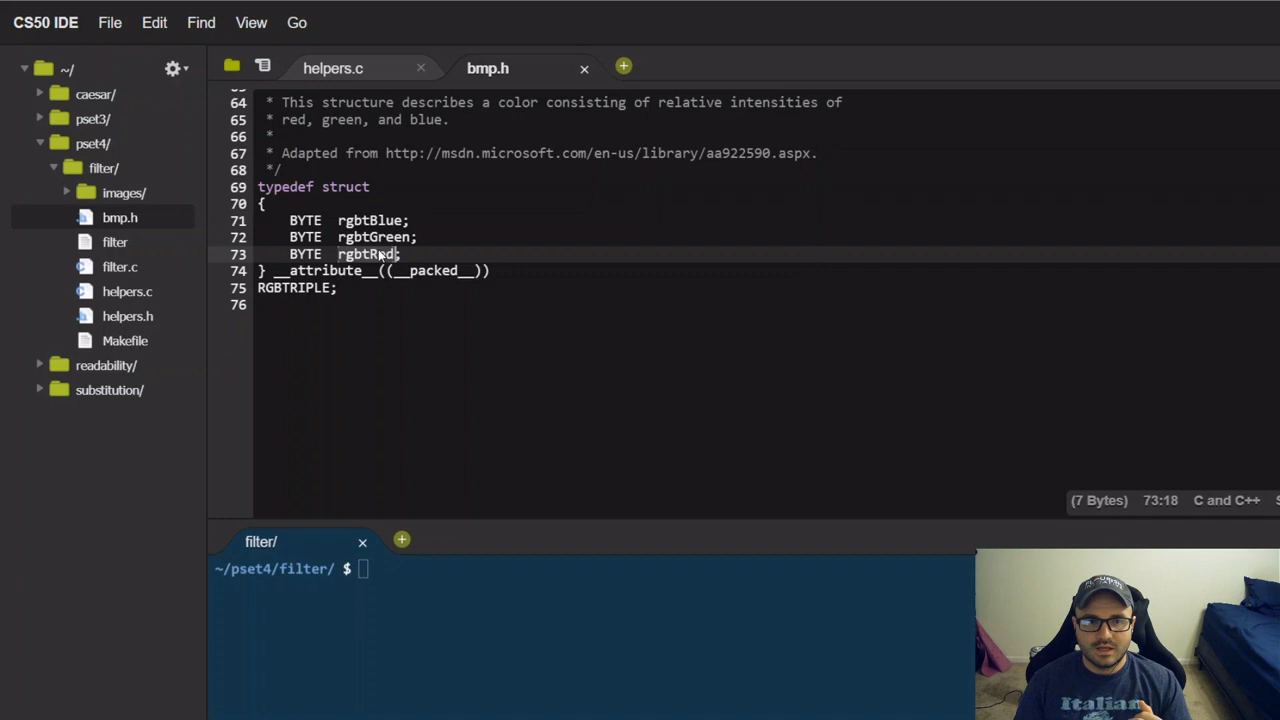 CS50 IDE File Edit Find View Go
~/
caesar/
pset3/
pset4/
filter/
images/
bmp.h
filter
filter.c
helpers.c
helpers.h
Makefile
readability/
substitution/
helpers.c × bmp.h ×
64 * This structure describes a color consisting of relative intensities of
65 * red, green, and blue.
66 *
67 * Adapted from http://msdn.microsoft.com/en-us/library/aa922590.aspx.
68 */
69 typedef struct
70 {
71 BYTE rgbtBlue;
72 BYTE rgbtGreen;
73 BYTE rgbtRed;
74 } __attribute__((__packed__))
75 RGBTRIPLE;
76
(7 Bytes) 73:18 C and C++
filter/ ×
~/pset4/filter/ $
Italian